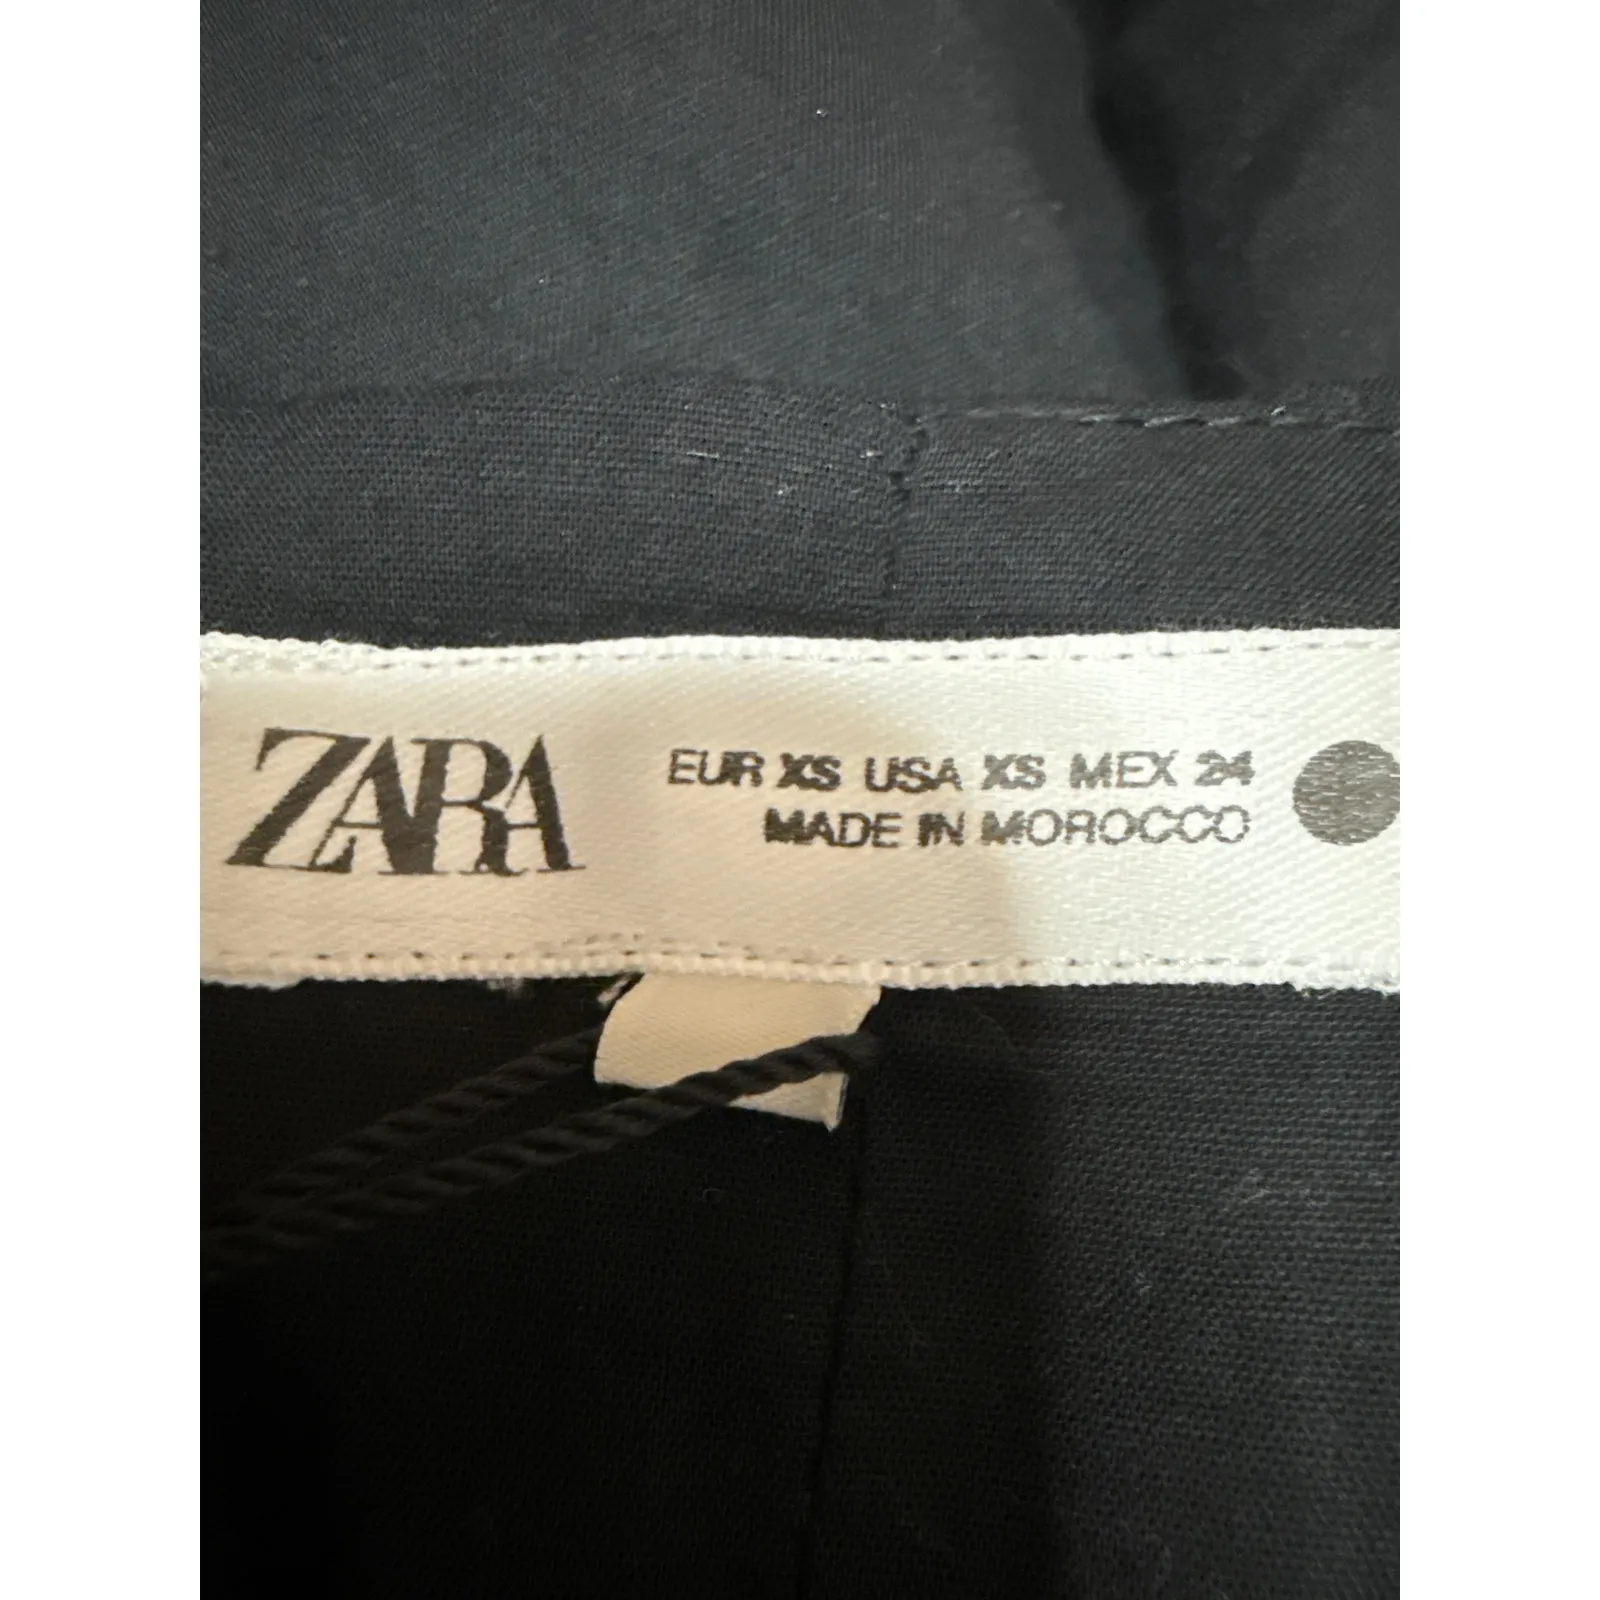 ZARA
EUR XS USA XS MEX 24
MADE IN MOROCCO